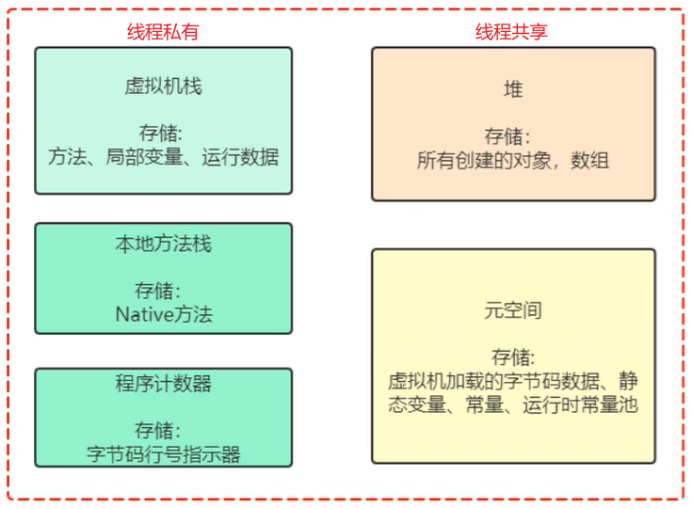 线程私有
虚拟机栈
存储:
方法、局部变量、运行数据
本地方法栈
存储：
Native方法
程序计数器
存储：
字节码行号指示器
线程共享
堆
存储:
所有创建的对象，数组
元空间
存储:
虚拟机加载的字节码数据、静
态变量、常量、运行时常量池